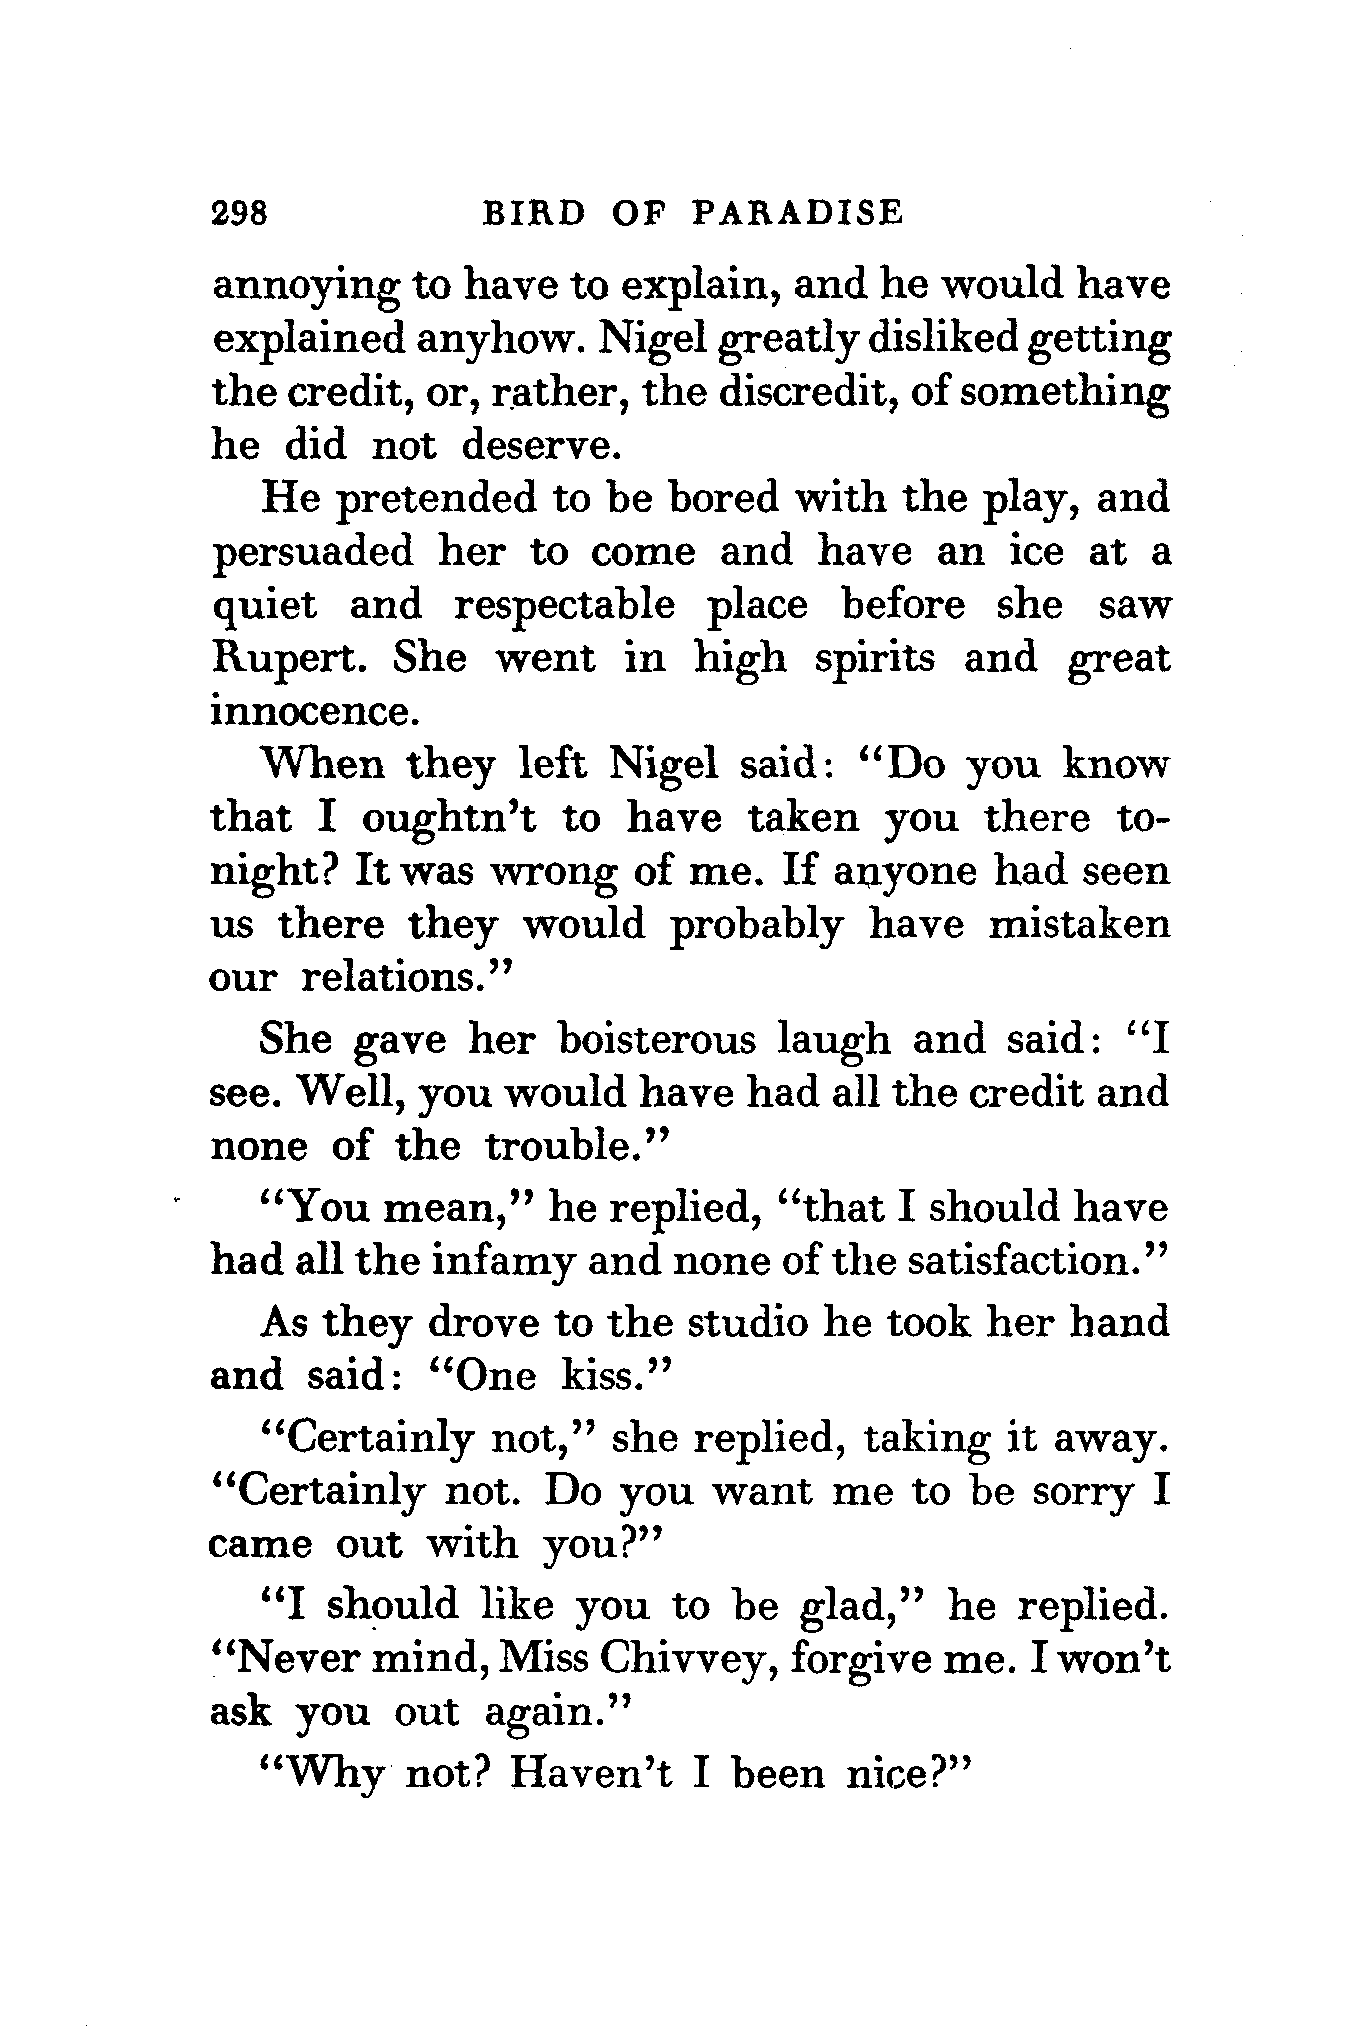 298 BIRD OF PARADISE
annoying to have to explain, and he would have
explained anyhow. Nigel greatly disliked getting
the credit, or, rather, the discredit, of something
he did not deserve.
He pretended to be bored with the play, and
persuaded her to come and have an ice at a
quiet and respectable place before she saw
Rupert. She went in high spirits and great
innocence.
When they left Nigel said: “Do you know
that I oughtn’t to have taken you there to-
night? It was wrong of me. If anyone had seen
us there they would probably have mistaken
our relations.”
She gave her boisterous laugh and said: “I
see. Well, you would have had all the credit and
none of the trouble.”
“You mean,” he replied, “that I should have
had all the infamy and none of the satisfaction.”
As they drove to the studio he took her hand
and said: “One kiss.”
“Certainly not,” she replied, taking it away.
“Certainly not. Do you want me to be sorry I
came out with you?”
“I should like you to be glad,” he replied.
“Never mind, Miss Chivvey, forgive me. I won’t
ask you out again.”
“Why not? Haven’t I been nice?”